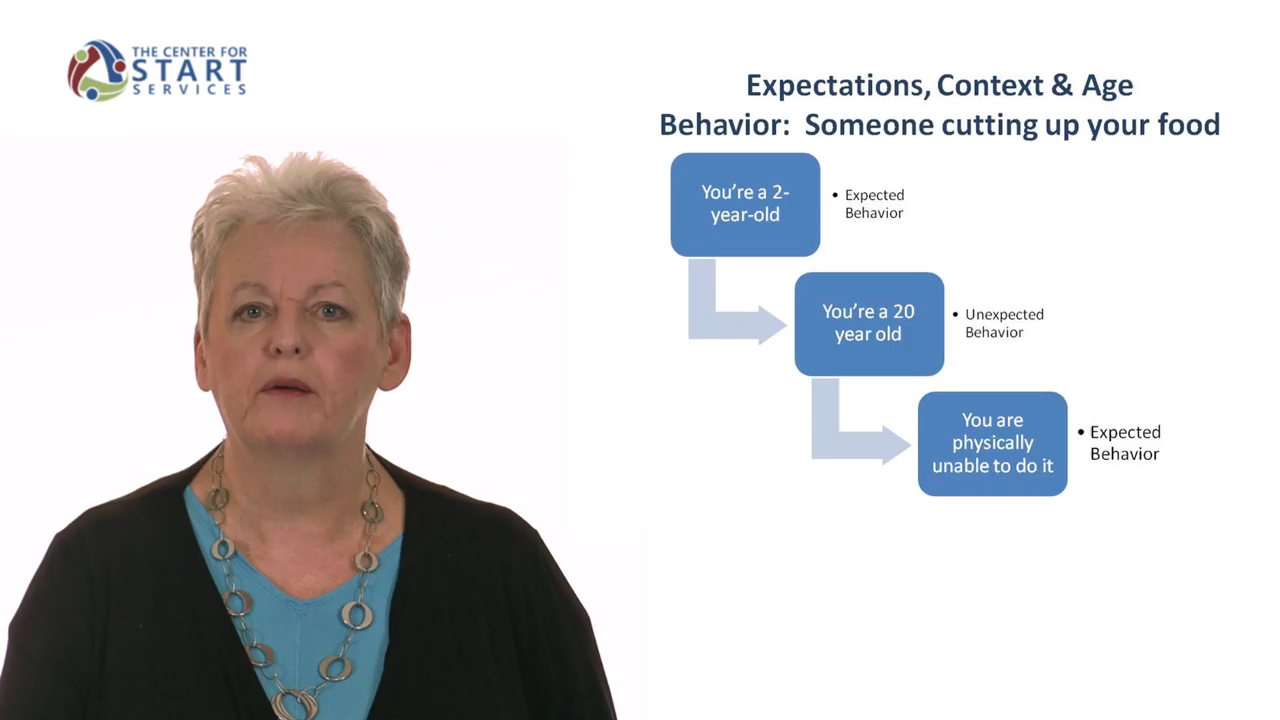 THE CENTER FOR
START
SERVICES
Expectations, Context & Age
Behavior:  Someone cutting up your food
You're a 2-
year-old
• Expected
Behavior
You're a 20
year old
• Unexpected
Behavior
You are
physically
unable to do it
• Expected
Behavior